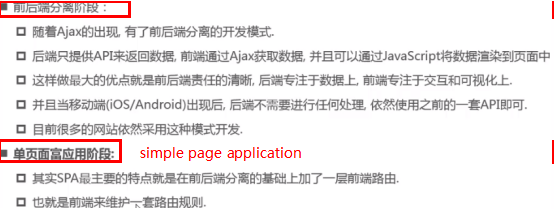 前后端分离阶段：
随着Ajax的出现, 有了前后端分离的开发模式.
后端只提供API来返回数据, 前端通过Ajax获取数据, 并且可以通过JavaScript将数据渲染到页面中
这样做最大的优点就是前后端责任的清晰, 后端专注于数据上, 前端专注于交互和可视化上.
并且当移动端(iOS/Android)出现后, 后端不需要进行任何处理, 依然使用之前的一套API即可.
目前很多的网站依然采用这种模式开发.
单页面富应用阶段: simple page application
其实SPA最主要的特点就是在前后端分离的基础上加了一层前端路由.
也就是前端来维护一套路由规则.